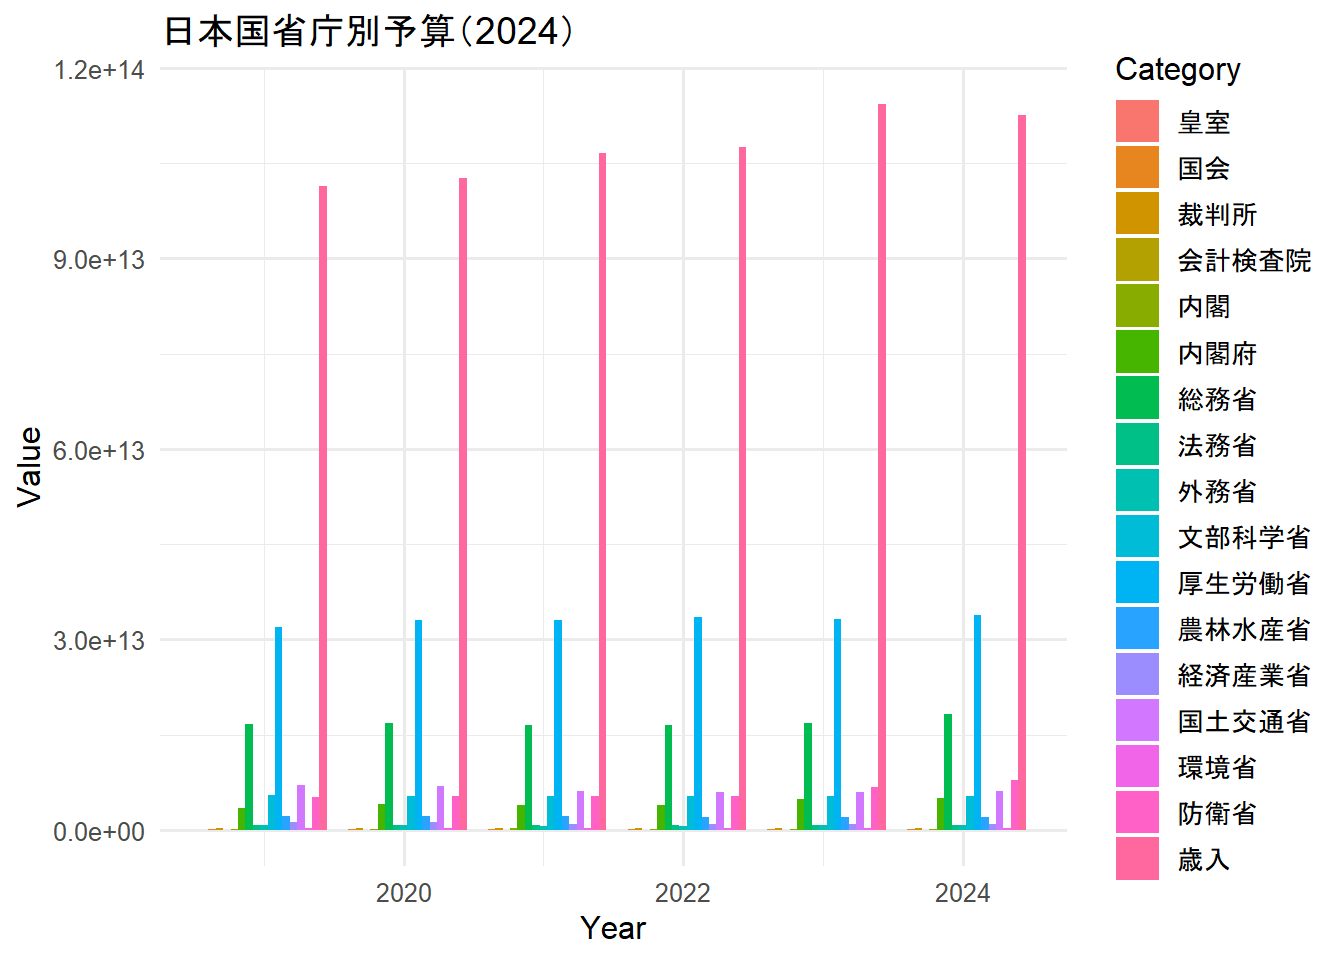 日本国省庁別予算（2024）
1.2e+14
9.0e+13
6.0e+13
3.0e+13
0.0e+00
Value
2020
2022
2024
Year
Category
皇室
国会
裁判所
会計検査院
内閣
内閣府
総務省
法務省
外務省
文部科学省
厚生労働省
農林水産省
経済産業省
国土交通省
環境省
防衛省
歳入